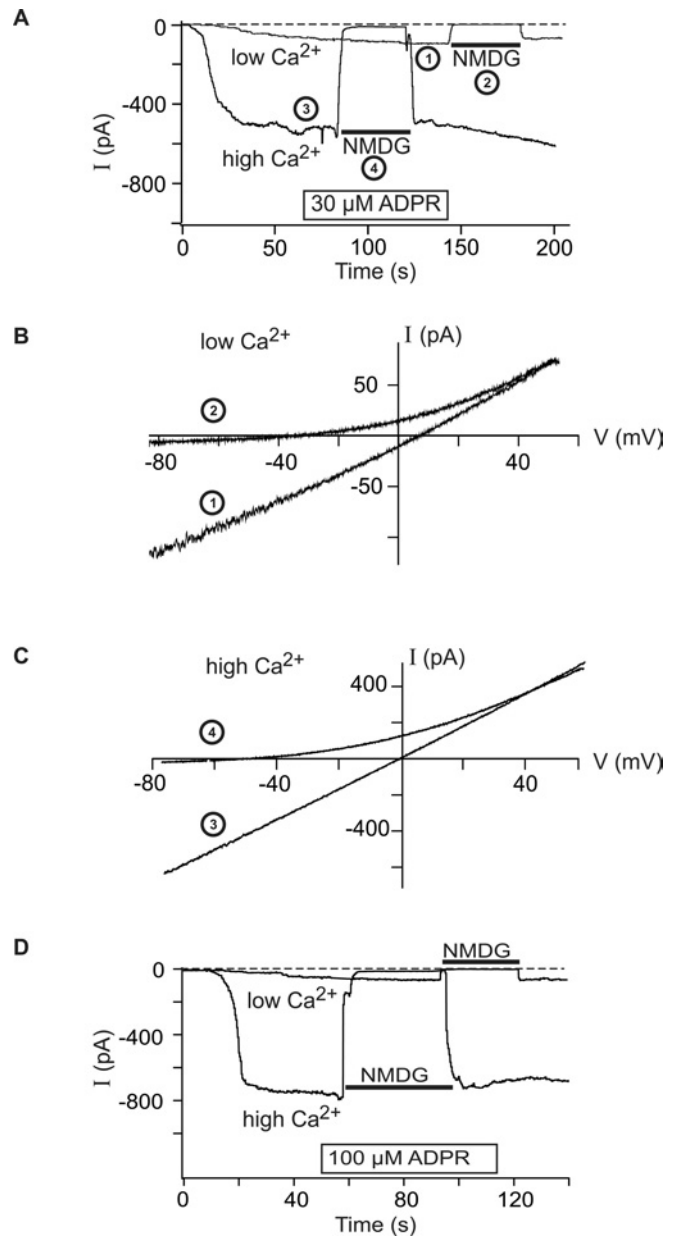 A
0
-400
-800
I (pA)
low Ca2+
1
NMDG
2
3
high Ca2+
NMDG
4
30 µM ADPR
0 50 100 150 200
Time (s)
B
low Ca2+
I (pA)
50
2
V (mV)
-80 -40 40
-50
1
C
high Ca2+
I (pA)
400
4
V (mV)
-80 -40 40
-400
3
D
NMDG
0
-400
-800
I (pA)
low Ca2+
NMDG
high Ca2+
100 µM ADPR
0 40 80 120
Time (s)